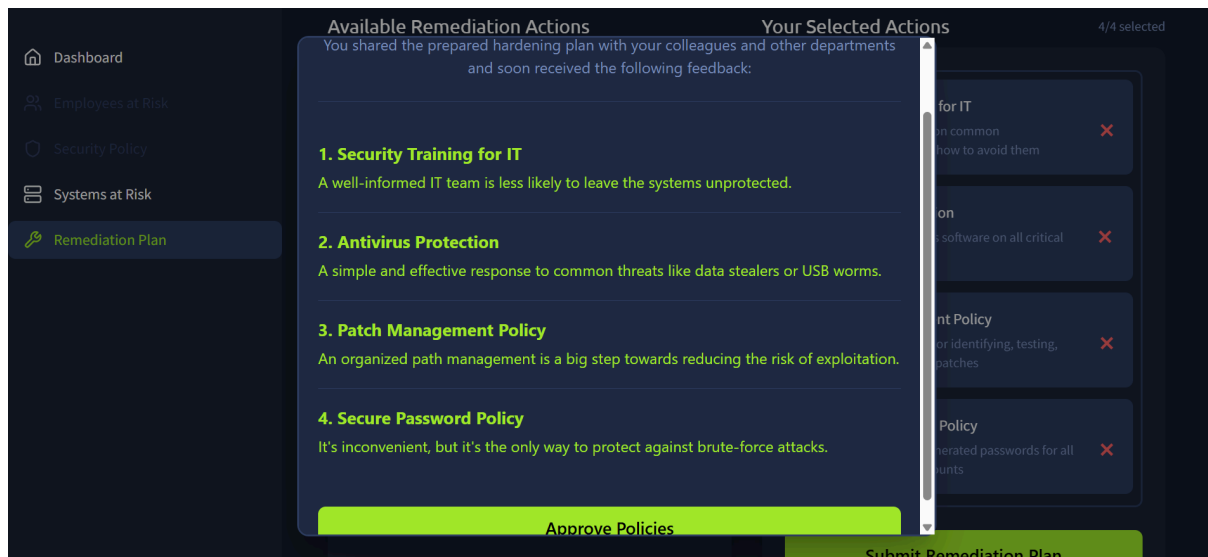 Available Remediation Actions
Your Selected Actions
4/4 selected
Dashboard
Employees at Risk
Security Policy
Systems at Risk
Remediation Plan
You shared the prepared hardening plan with your colleagues and other departments
and soon received the following feedback:
1. Security Training for IT
A well-informed IT team is less likely to leave the systems unprotected.
2. Antivirus Protection
A simple and effective response to common threats like data stealers or USB worms.
3. Patch Management Policy
An organized path management is a big step towards reducing the risk of exploitation.
4. Secure Password Policy
It's inconvenient, but it's the only way to protect against brute-force attacks.
Approve Policies
for IT
on common
how to avoid them
on
software on all critical
nt Policy
or identifying, testing,
patches
Policy
nerated passwords for all
unts
Submit Remediation Plan